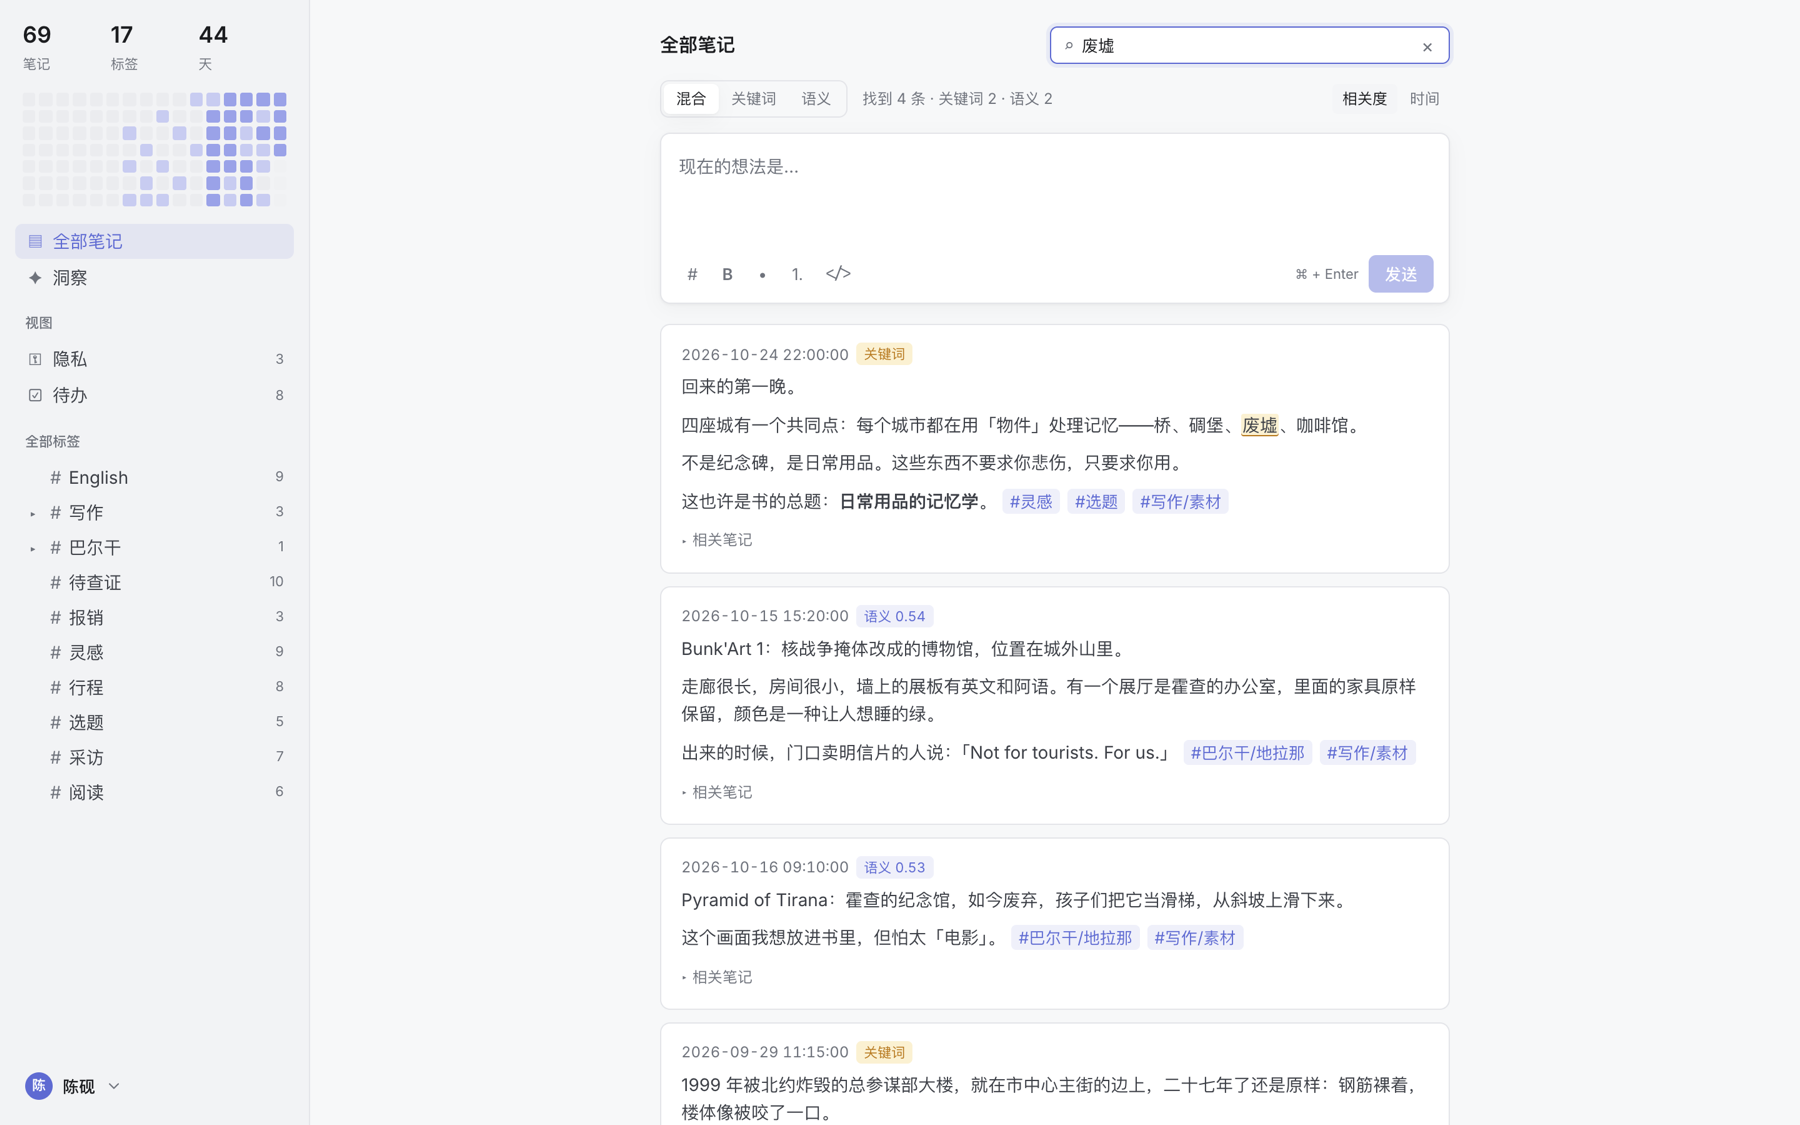 69 17 44
笔记 标签 天
全部笔记
洞察
视图
隐私 3
待办 8
全部标签
# English 9
# 写作 3
# 巴尔干 1
# 待查证 10
# 报销 3
# 灵感 9
# 行程 8
# 选题 5
# 采访 7
# 阅读 6
陈 陈砚
全部笔记
废墟 ×
混合 关键词 语义 找到 4 条 · 关键词 2 · 语义 2 相关度 时间
现在的想法是...
# B • 1. </> ⌘ + Enter 发送
2026-10-24 22:00:00 关键词
回来的第一晚。
四座城有一个共同点：每个城市都在用「物件」处理记忆——桥、碉堡、废墟、咖啡馆。
不是纪念碑，是日常用品。这些东西不要求你悲伤，只要求你用。
这也许是书的总题：日常用品的记忆学。 #灵感 #选题 #写作/素材
相关笔记
2026-10-15 15:20:00 语义 0.54
Bunk'Art 1：核战争掩体改成的博物馆，位置在城外山里。
走廊很长，房间很小，墙上的展板有英文和阿语。有一个展厅是霍查的办公室，里面的家具原样
保留，颜色是一种让人想睡的绿。
出来的时候，门口卖明信片的人说：「Not for tourists. For us.」 #巴尔干/地拉那 #写作/素材
相关笔记
2026-10-16 09:10:00 语义 0.53
Pyramid of Tirana：霍查的纪念馆，如今废弃，孩子们把它当滑梯，从斜坡上滑下来。
这个画面我想放进书里，但怕太「电影」。 #巴尔干/地拉那 #写作/素材
相关笔记
2026-09-29 11:15:00 关键词
1999 年被北约炸毁的总参谋部大楼，就在市中心主街的边上，二十七年了还是原样：钢筋裸着，
楼体像被咬了一口。